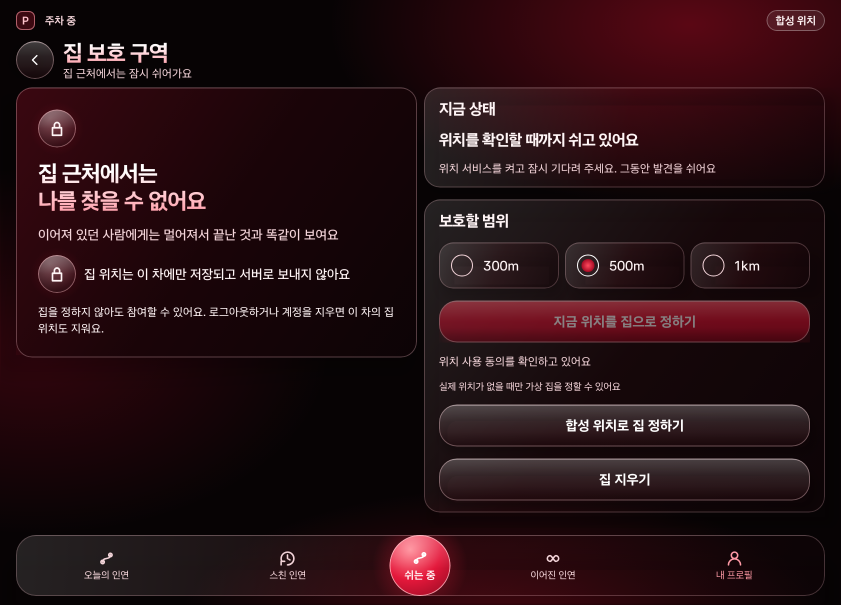 P 주차 중
합성 위치
집 보호 구역
집 근처에서는 잠시 쉬어가요
집 근처에서는
나를 찾을 수 없어요
이어져 있던 사람에게는 멀어져서 끝난 것과 똑같이 보여요
집 위치는 이 차에만 저장되고 서버로 보내지 않아요
집을 정하지 않아도 참여할 수 있어요. 로그아웃하거나 계정을 지우면 이 차의 집
위치도 지워요.
지금 상태
위치를 확인할 때까지 쉬고 있어요
위치 서비스를 켜고 잠시 기다려 주세요. 그동안 발견을 쉬어요
보호할 범위
300m 500m 1km
지금 위치를 집으로 정하기
위치 사용 동의를 확인하고 있어요
실제 위치가 없을 때만 가상 집을 정할 수 있어요
합성 위치로 집 정하기
집 지우기
오늘의 인연 스친 인연 쉬는 중 이어진 인연 내 프로필